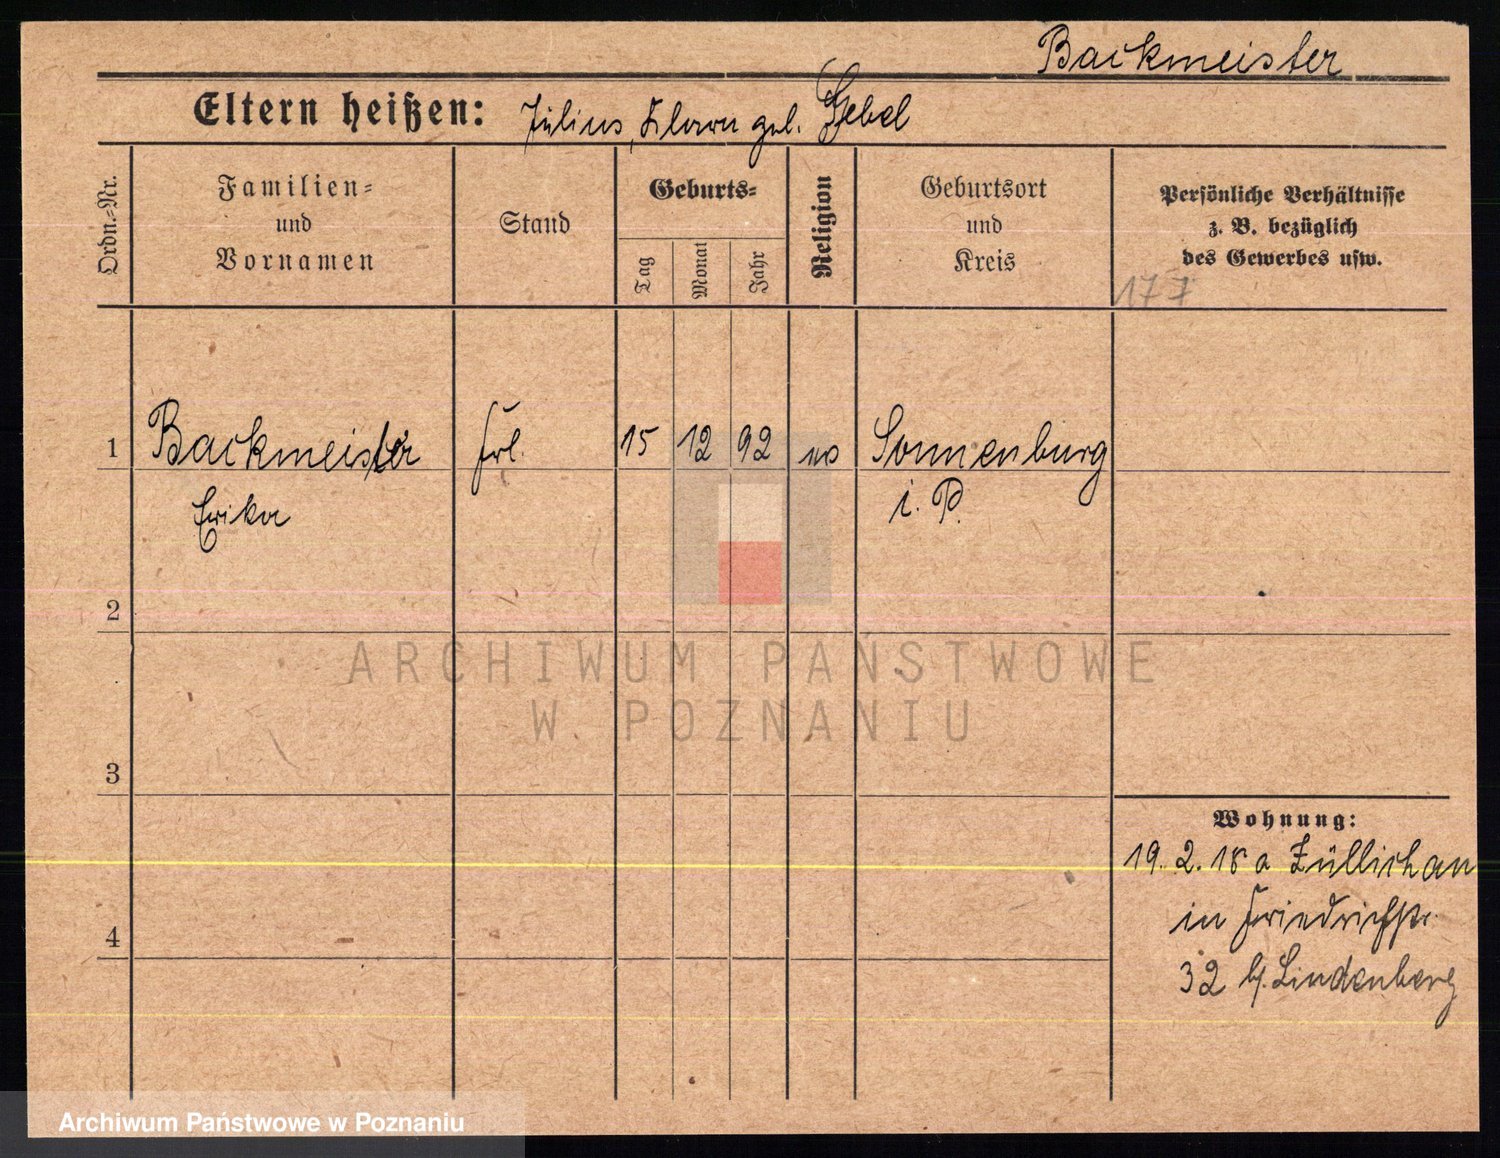 Backmeister
Eltern heißen: Julius, Klara geb. Gebel
Ordn.-Nr.
Familien-
und
Vornamen
Stand
Geburts-
Tag
Monat
Jahr
Religion
Geburtsort
und
Kreis
Persönliche Verhältnisse
z. B. bezüglich
des Gewerbes usw.
177
1 Backmeister Frl. 15 12 92 Sonnenburg
Erika i. P.
2
3
4
Wohnung:
19. 2. 18 a Züllichau
in Friedrichstr.
32 b/. Lindenberg
ARCHIWUM PAŃSTWOWE
W POZNANIU
Archiwum Państwowe w Poznaniu